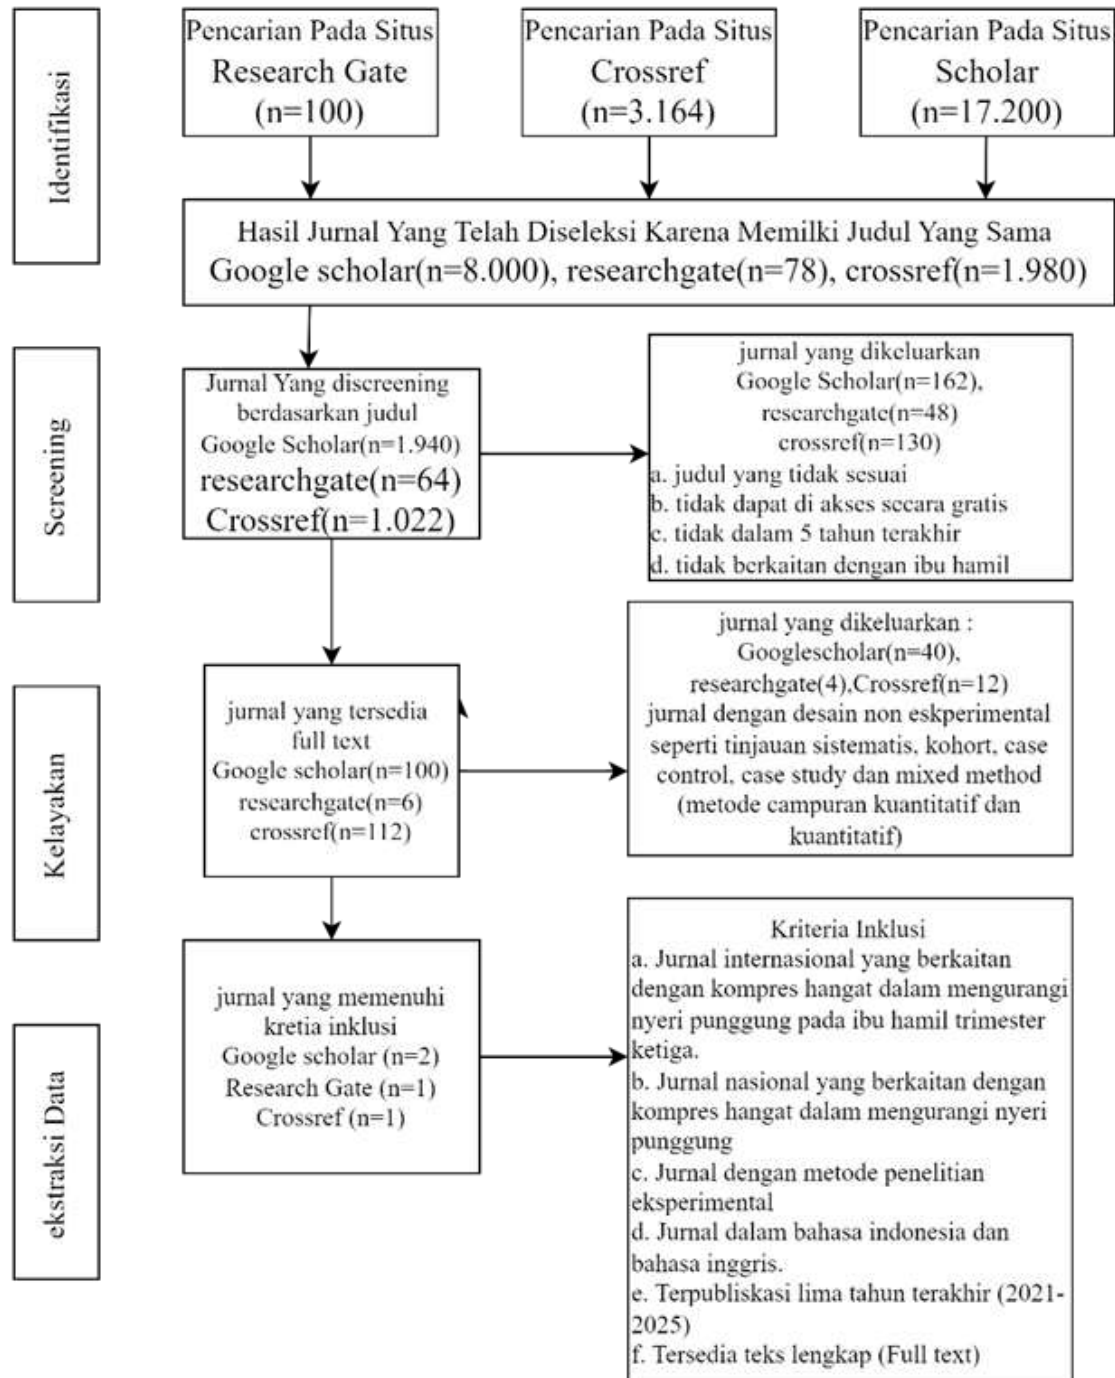 Identifikasi
Pencarian Pada Situs
Research Gate
(n=100)
Pencarian Pada Situs
Crossref
(n=3.164)
Pencarian Pada Situs
Scholar
(n=17.200)
Hasil Jurnal Yang Telah Diseleksi Karena Memilki Judul Yang Sama
Google scholar(n=8.000), researchgate(n=78), crossref(n=1.980)
Screening
Jurnal Yang discreening
berdasarkan judul
Google Scholar(n=1.940)
researchgate(n=64)
Crossref(n=1.022)
jurnal yang dikeluarkan
Google Scholar(n=162),
researchgate(n=48)
crossref(n=130)
a. judul yang tidak sesuai
b. tidak dapat di akses secara gratis
c. tidak dalam 5 tahun terakhir
d. tidak berkaitan dengan ibu hamil
Kelayakan
jurnal yang tersedia
full text
Google scholar(n=100)
researchgate(n=6)
crossref(n=112)
jurnal yang dikeluarkan :
Googlescholar(n=40),
researchgate(4),Crossref(n=12)
jurnal dengan desain non eskperimental
seperti tinjauan sistematis, kohort, case
control, case study dan mixed method
(metode campuran kuantitatif dan
kuantitatif)
ekstraksi Data
jurnal yang memenuhi
kretia inklusi
Google scholar (n=2)
Research Gate (n=1)
Crossref (n=1)
Kriteria Inklusi
a. Jurnal internasional yang berkaitan
dengan kompres hangat dalam mengurangi
nyeri punggung pada ibu hamil trimester
ketiga.
b. Jurnal nasional yang berkaitan dengan
kompres hangat dalam mengurangi nyeri
punggung
c. Jurnal dengan metode penelitian
eksperimental
d. Jurnal dalam bahasa indonesia dan
bahasa inggris.
e. Terpubliskasi lima tahun terakhir (2021-
2025)
f. Tersedia teks lengkap (Full text)